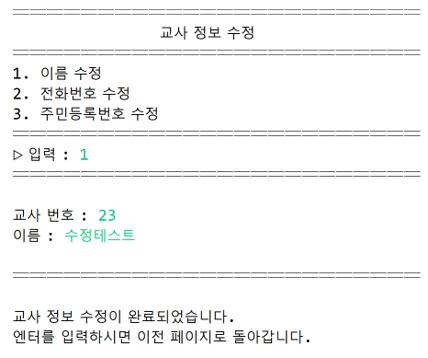 교사 정보 수정
1. 이름 수정
2. 전화번호 수정
3. 주민등록번호 수정
▷ 입력 : 1
교사 번호 : 23
이름 : 수정테스트
교사 정보 수정이 완료되었습니다.
엔터를 입력하시면 이전 페이지로 돌아갑니다.